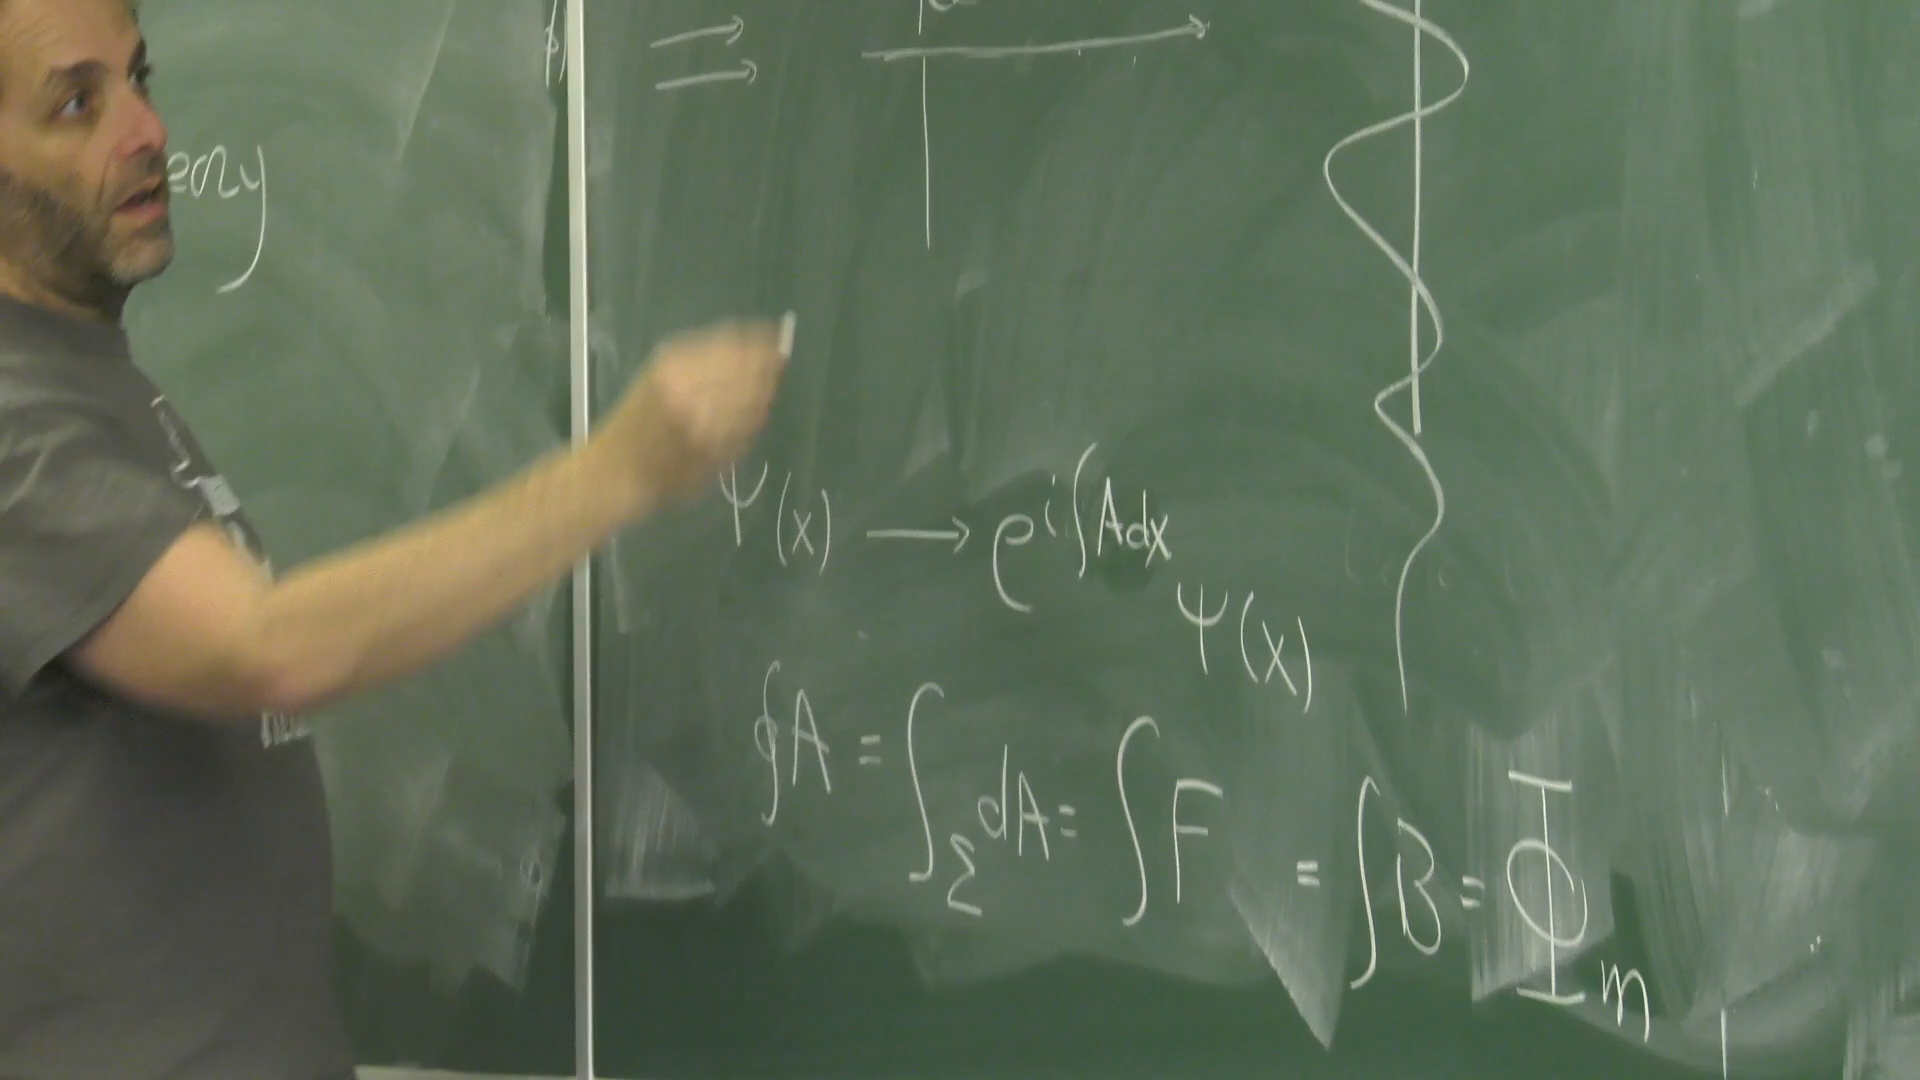 Ψ(x) ⟶ e^{i∫Adx} Ψ(x)
∮A = ∫_Σ dA = ∫F = ∫B = Φ_m